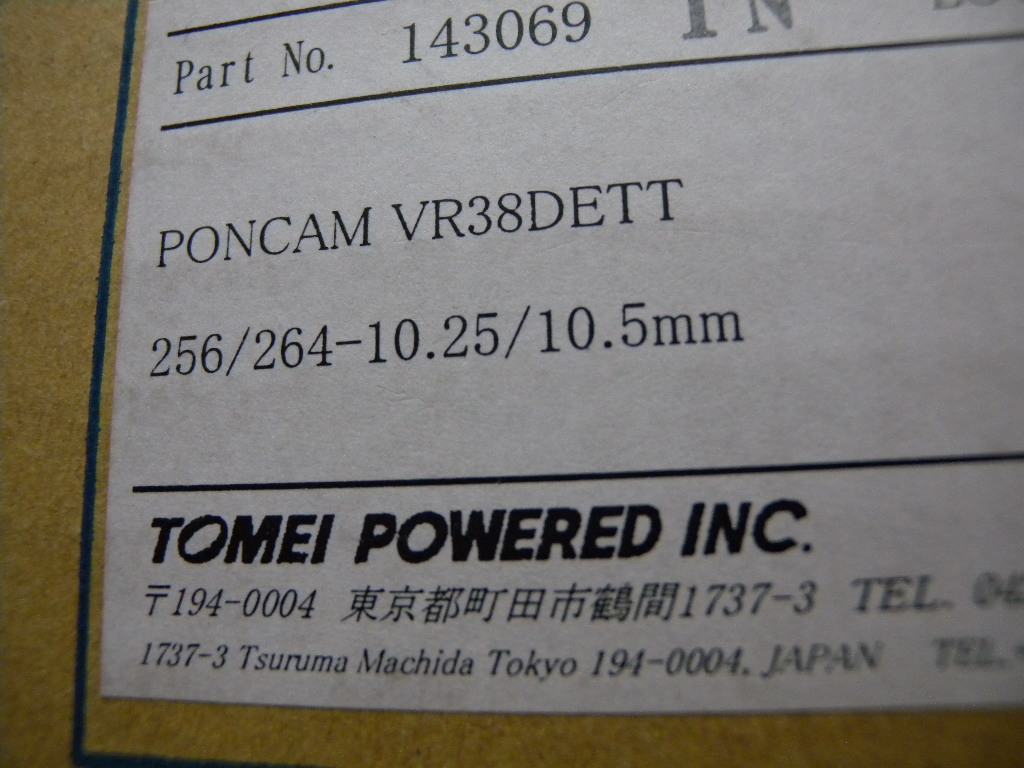 Part No. 143069 IN
PONCAM VR38DETT
256/264-10.25/10.5mm
TOMEI POWERED INC.
〒194-0004 東京都町田市鶴間1737-3 TEL.
1737-3 Tsuruma Machida Tokyo 194-0004. JAPAN TEL.